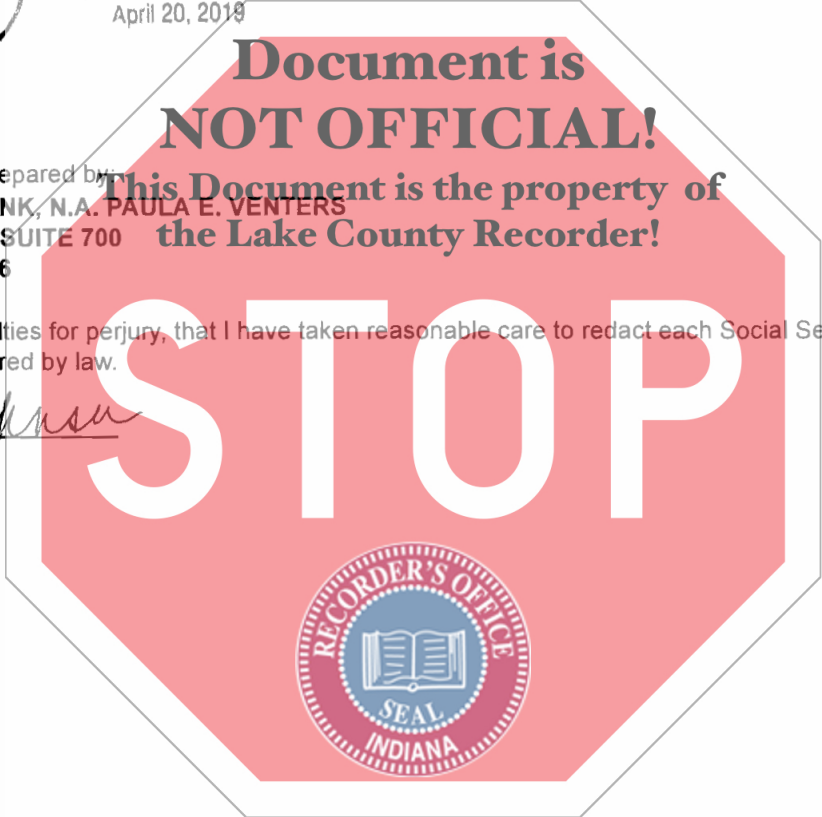 April 20, 2019
Document is
NOT OFFICIAL!
epared by:
This Document is the property of
NK, N.A. PAULA E. VENTERS
SUITE 700
the Lake County Recorder!
6
lties for perjury, that I have taken reasonable care to redact each Social Se
red by law.
STOP
RECORDER'S OFFICE
SEAL
INDIANA